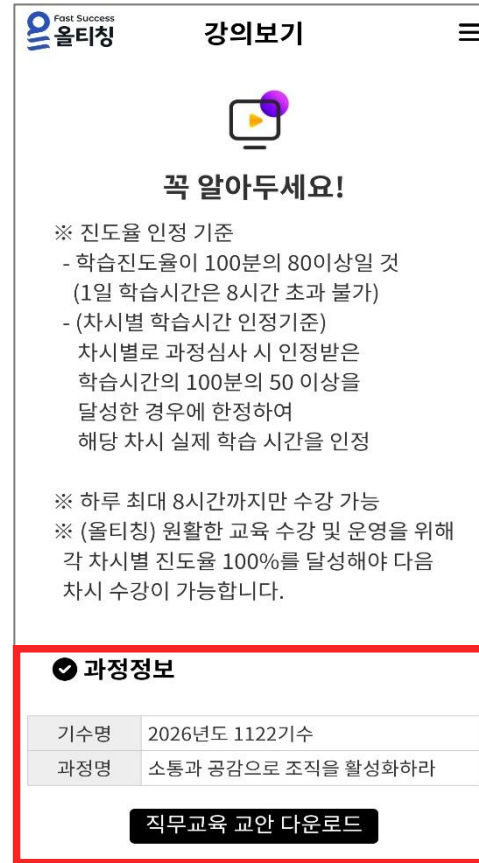 Fast Success
올티칭
강의보기
꼭 알아두세요!
※ 진도율 인정 기준
- 학습진도율이 100분의 80이상일 것
(1일 학습시간은 8시간 초과 불가)
- (차시별 학습시간 인정기준)
차시별로 과정심사 시 인정받은
학습시간의 100분의 50 이상을
달성한 경우에 한정하여
해당 차시 실제 학습 시간을 인정
※ 하루 최대 8시간까지만 수강 가능
※ (올티칭) 원활한 교육 수강 및 운영을 위해
각 차시별 진도율 100%를 달성해야 다음
차시 수강이 가능합니다.
과정정보
기수명 2026년도 1122기수
과정명 소통과 공감으로 조직을 활성화하라
직무교육 교안 다운로드